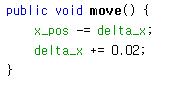 public void move() {
    x_pos -= delta_x;
    delta_x += 0.02;
}